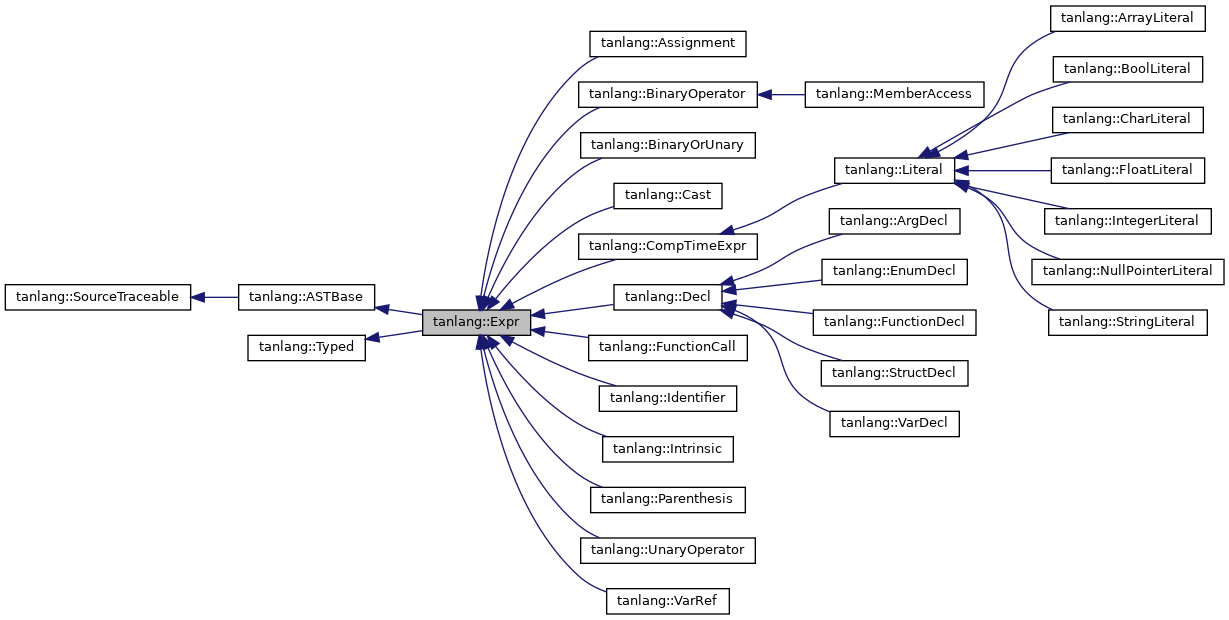 tanlang::SourceTraceable
tanlang::ASTBase
tanlang::Typed
tanlang::Expr
tanlang::Assignment
tanlang::BinaryOperator
tanlang::BinaryOrUnary
tanlang::Cast
tanlang::CompTimeExpr
tanlang::Decl
tanlang::FunctionCall
tanlang::Identifier
tanlang::Intrinsic
tanlang::Parenthesis
tanlang::UnaryOperator
tanlang::VarRef
tanlang::MemberAccess
tanlang::Literal
tanlang::ArgDecl
tanlang::EnumDecl
tanlang::FunctionDecl
tanlang::StructDecl
tanlang::VarDecl
tanlang::ArrayLiteral
tanlang::BoolLiteral
tanlang::CharLiteral
tanlang::FloatLiteral
tanlang::IntegerLiteral
tanlang::NullPointerLiteral
tanlang::StringLiteral